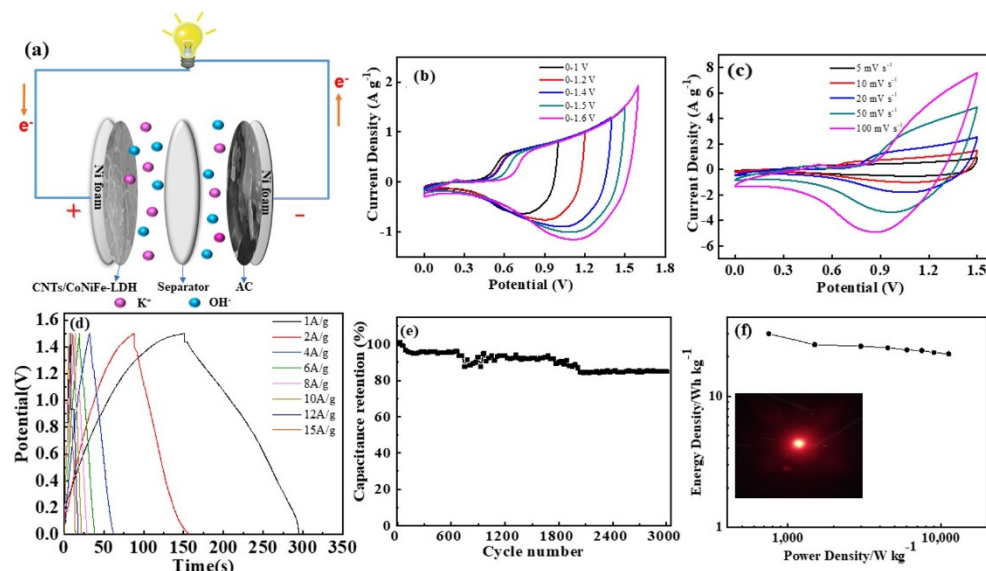 (a)
e-
e-
Ni foam
Ni foam
+
−
CNTs/CoNiFe-LDH
Separator
AC
K+
OH-
(b)
0-1 V
0-1.2 V
0-1.4 V
0-1.5 V
0-1.6 V
Current Density (A g-1)
2
1
0
-1
0.0 0.3 0.6 0.9 1.2 1.5 1.8
Potential (V)
(c)
5 mV s-1
10 mV s-1
20 mV s-1
50 mV s-1
100 mV s-1
Current Density (A g-1)
8
6
4
2
0
-2
-4
-6
0.0 0.3 0.6 0.9 1.2 1.5
Potential (V)
(d)
1A/g
2A/g
4A/g
6A/g
8A/g
10A/g
12A/g
15A/g
Potential(V)
1.6
1.4
1.2
1.0
0.8
0.6
0.4
0.2
0.0
0 50 100 150 200 250 300 350
Time(s)
(e)
Capacitance retention (%)
100
80
60
40
20
0
0 600 1200 1800 2400 3000
Cycle number
(f)
Energy Density/Wh kg-1
10
1
1,000 10,000
Power Density/W kg-1